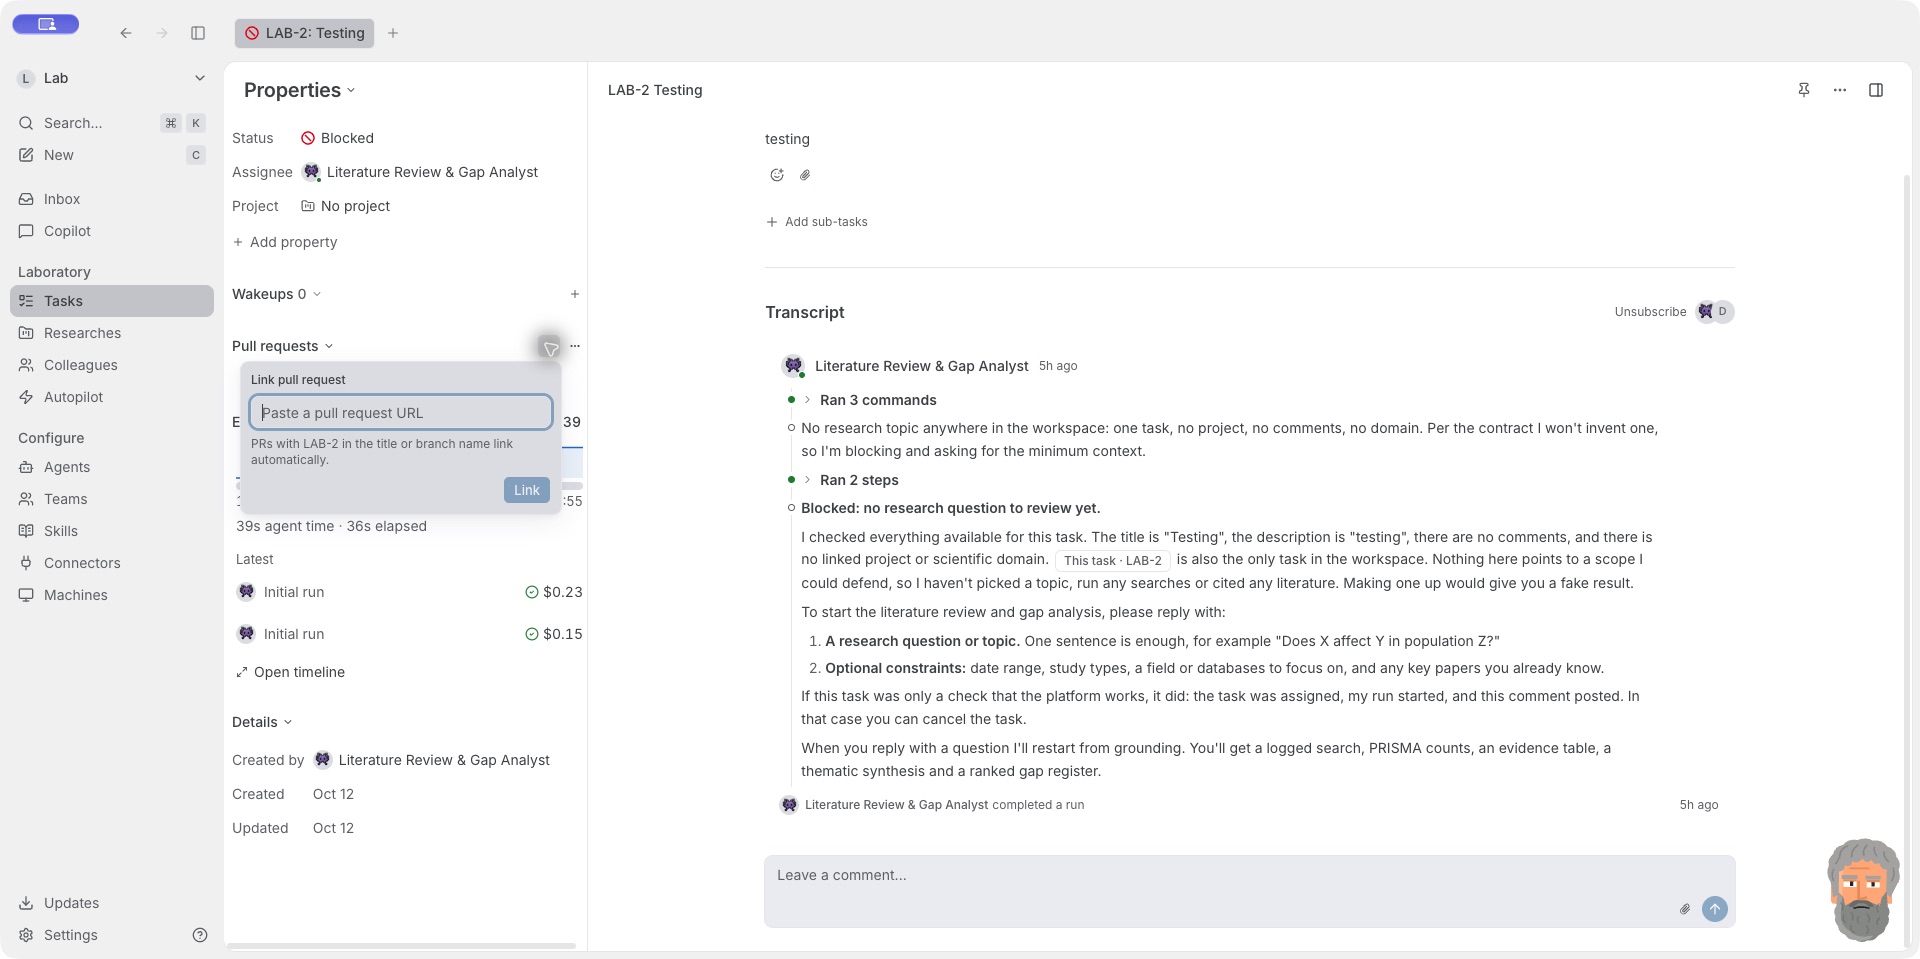 LAB-2: Testing
L Lab
Search... ⌘ K
New C
Inbox
Copilot
Laboratory
Tasks
Researches
Colleagues
Autopilot
Configure
Agents
Teams
Skills
Connectors
Machines
Updates
Settings
Properties
Status Blocked
Assignee Literature Review & Gap Analyst
Project No project
+ Add property
Wakeups 0
Pull requests
Link pull request
Paste a pull request URL
PRs with LAB-2 in the title or branch name link
automatically.
Link
39
:55
39s agent time · 36s elapsed
Latest
Initial run $0.23
Initial run $0.15
Open timeline
Details
Created by Literature Review & Gap Analyst
Created Oct 12
Updated Oct 12
LAB-2 Testing
testing
+ Add sub-tasks
Transcript
Unsubscribe D
Literature Review & Gap Analyst 5h ago
Ran 3 commands
No research topic anywhere in the workspace: one task, no project, no comments, no domain. Per the contract I won't invent one,
so I'm blocking and asking for the minimum context.
Ran 2 steps
Blocked: no research question to review yet.
I checked everything available for this task. The title is "Testing", the description is "testing", there are no comments, and there is
no linked project or scientific domain. This task · LAB-2 is also the only task in the workspace. Nothing here points to a scope I
could defend, so I haven't picked a topic, run any searches or cited any literature. Making one up would give you a fake result.
To start the literature review and gap analysis, please reply with:
1. A research question or topic. One sentence is enough, for example "Does X affect Y in population Z?"
2. Optional constraints: date range, study types, a field or databases to focus on, and any key papers you already know.
If this task was only a check that the platform works, it did: the task was assigned, my run started, and this comment posted. In
that case you can cancel the task.
When you reply with a question I'll restart from grounding. You'll get a logged search, PRISMA counts, an evidence table, a
thematic synthesis and a ranked gap register.
Literature Review & Gap Analyst completed a run 5h ago
Leave a comment...